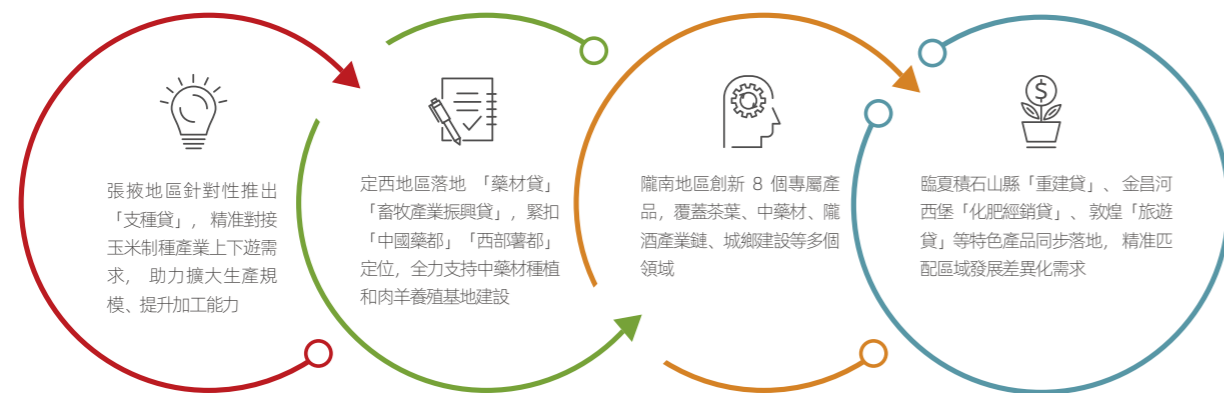 張掖地區針對性推出
「支種貸」，精准對接
玉米制種產業上下遊需
求，助力擴大生產規
模、提升加工能力
定西地區落地「藥材貸」
「畜牧產業振興貸」，緊扣
「中國藥都」「西部薯都」
定位，全力支持中藥材種植
和肉羊養殖基地建設
隴南地區創新 8 個專屬產
品，覆蓋茶葉、中藥材、隴
酒產業鏈、城鄉建設等多個
領域
臨夏積石山縣「重建貸」、金昌河
西堡「化肥經銷貸」、敦煌「旅遊
貸」等特色產品同步落地，精准匹
配區域發展差異化需求